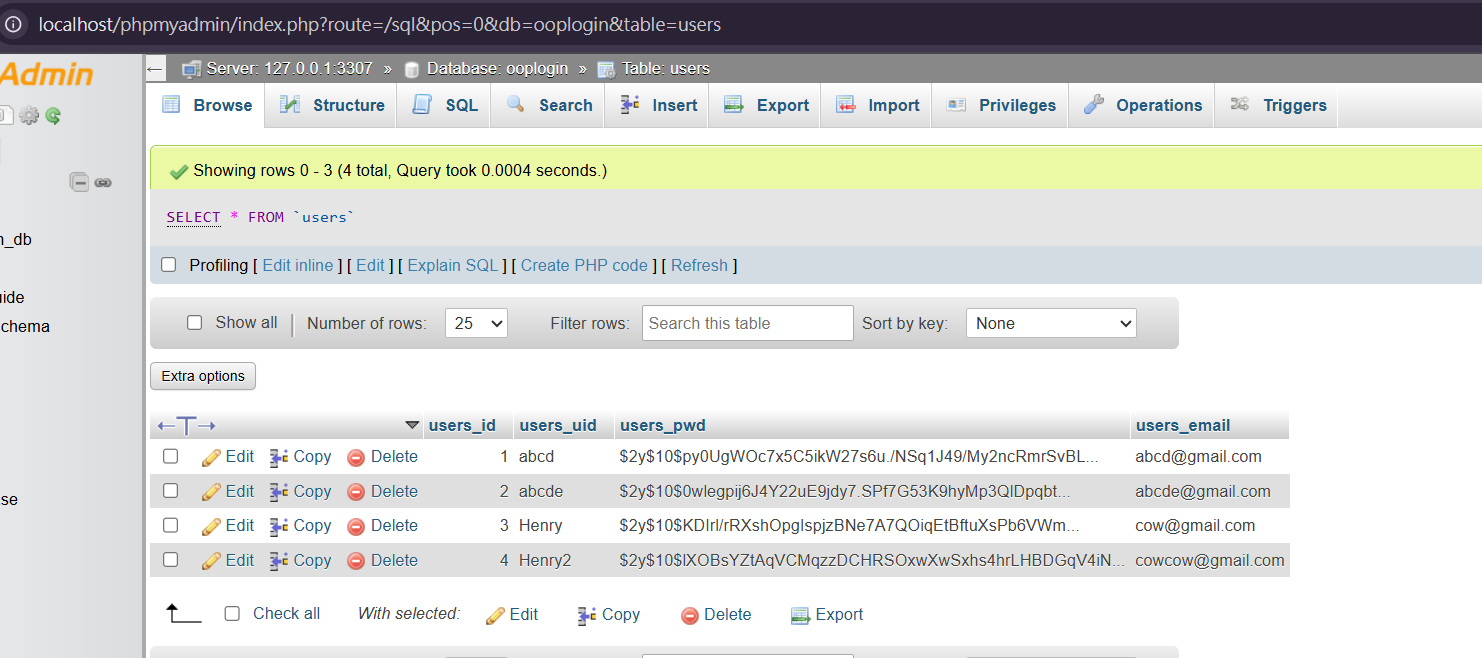 localhost/phpmyadmin/index.php?route=/sql&pos=0&db=ooplogin&table=users
Admin
Server: 127.0.0.1:3307 » Database: ooplogin » Table: users
Browse Structure SQL Search Insert Export Import Privileges Operations Triggers
Showing rows 0 - 3 (4 total, Query took 0.0004 seconds.)
SELECT * FROM `users`
_db
Profiling [ Edit inline ] [ Edit ] [ Explain SQL ] [ Create PHP code ] [ Refresh ]
uide
chema
Show all Number of rows: 25 Filter rows: Search this table Sort by key: None
Extra options
users_id users_uid users_pwd users_email
Edit Copy Delete 1 abcd $2y$10$py0UgWOc7x5C5ikW27s6u./NSq1J49/My2ncRmrSvBL... abcd@gmail.com
Edit Copy Delete 2 abcde $2y$10$0wlegpij6J4Y22uE9jdy7.SPf7G53K9hyMp3QlDpqbt... abcde@gmail.com
se
Edit Copy Delete 3 Henry $2y$10$KDIrl/rXshOpgIspjzBNe7A7QOiqEtBftuXsPb6VWm... cow@gmail.com
Edit Copy Delete 4 Henry2 $2y$10$lXOBsYZtAqVCMqzzDCHRSOxwXwSxhs4hrLHBDGqV4iN... cowcow@gmail.com
Check all With selected: Edit Copy Delete Export